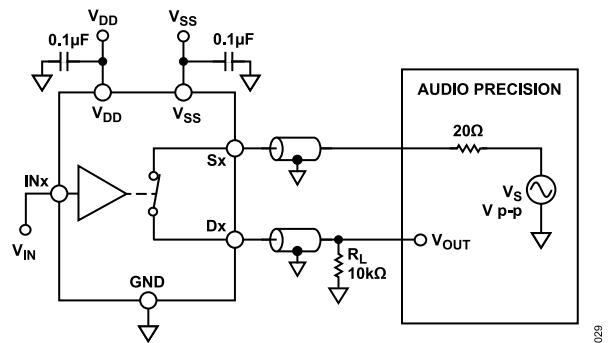 VDD
VSS
0.1µF
0.1µF
VDD
VSS
AUDIO PRECISION
20Ω
Sx
INx
VS
V p-p
Dx
VOUT
VIN
RL
10kΩ
GND
029